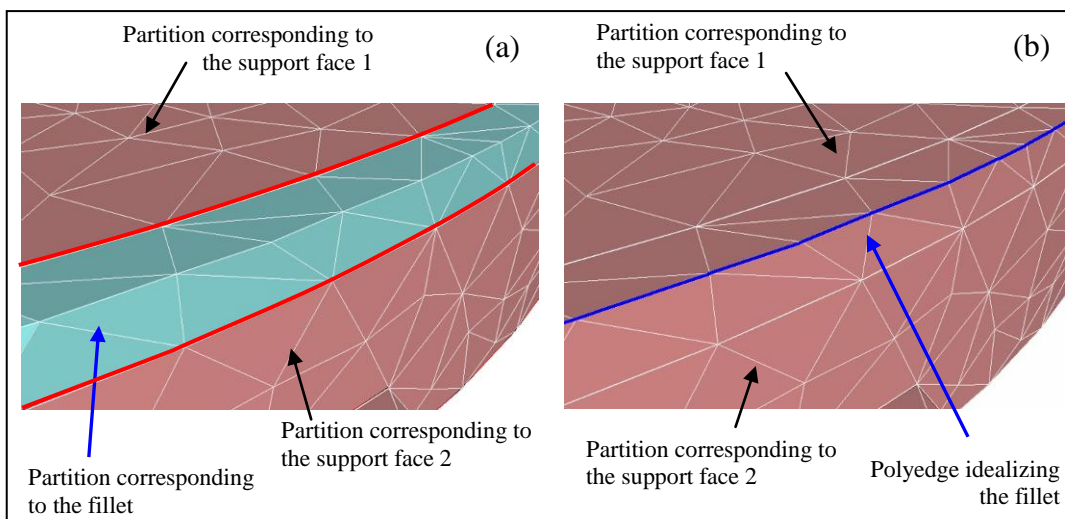 Partition corresponding to
the support face 1
(a)
Partition corresponding to
the support face 2
Partition corresponding
to the fillet
Partition corresponding to
the support face 1
(b)
Partition corresponding to
the support face 2
Polyedge idealizing
the fillet